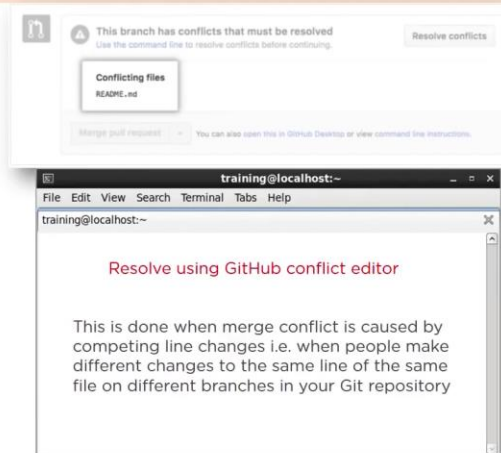 This branch has conflicts that must be resolved
Resolve conflicts
Use the command line to resolve conflicts before continuing.
Conflicting files
README.md
Merge pull request
You can also open this in GitHub Desktop or view command line instructions.
training@localhost:~
File Edit View Search Terminal Tabs Help
training@localhost:~
Resolve using GitHub conflict editor
This is done when merge conflict is caused by
competing line changes i.e. when people make
different changes to the same line of the same
file on different branches in your Git repository